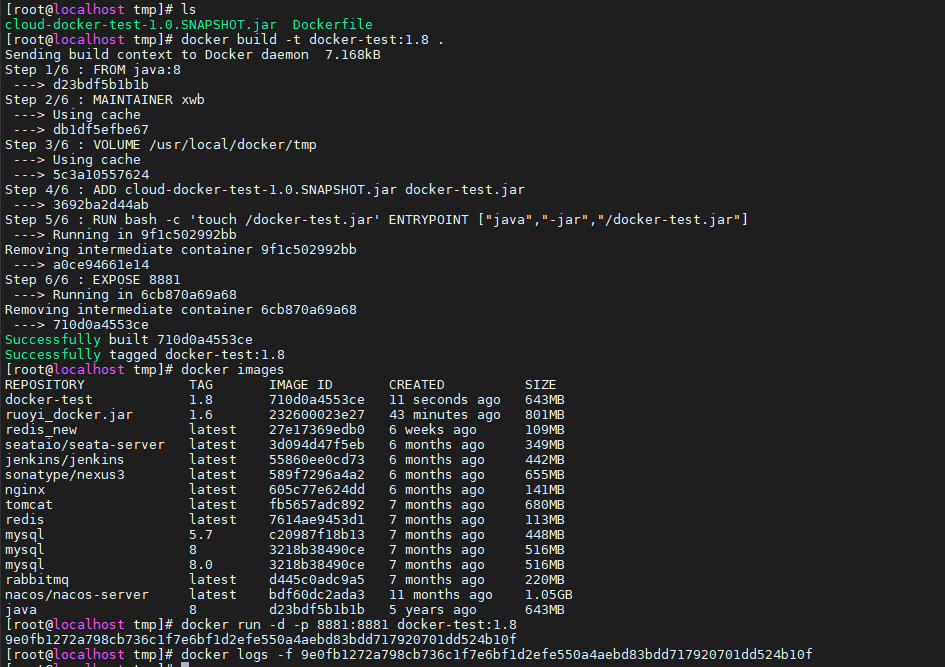 [root@localhost tmp]# ls
cloud-docker-test-1.0.SNAPSHOT.jar  Dockerfile
[root@localhost tmp]# docker build -t docker-test:1.8 .
Sending build context to Docker daemon  7.168kB
Step 1/6 : FROM java:8
 ---> d23bdf5b1b1b
Step 2/6 : MAINTAINER xwb
 ---> Using cache
 ---> db1df5efbe67
Step 3/6 : VOLUME /usr/local/docker/tmp
 ---> Using cache
 ---> 5c3a10557624
Step 4/6 : ADD cloud-docker-test-1.0.SNAPSHOT.jar docker-test.jar
 ---> 3692ba2d44ab
Step 5/6 : RUN bash -c 'touch /docker-test.jar' ENTRYPOINT ["java","-jar","/docker-test.jar"]
 ---> Running in 9f1c502992bb
Removing intermediate container 9f1c502992bb
 ---> a0ce94661e14
Step 6/6 : EXPOSE 8881
 ---> Running in 6cb870a69a68
Removing intermediate container 6cb870a69a68
 ---> 710d0a4553ce
Successfully built 710d0a4553ce
Successfully tagged docker-test:1.8
[root@localhost tmp]# docker images
REPOSITORY             TAG       IMAGE ID       CREATED          SIZE
docker-test            1.8       710d0a4553ce   11 seconds ago   643MB
ruoyi_docker.jar       1.6       232600023e27   43 minutes ago   801MB
redis_new              latest    27e17369edb0   6 weeks ago      109MB
seataio/seata-server   latest    3d094d47f5eb   6 months ago     349MB
jenkins/jenkins        latest    55860ee0cd73   6 months ago     442MB
sonatype/nexus3        latest    589f7296a4a2   6 months ago     655MB
nginx                  latest    605c77e624dd   6 months ago     141MB
tomcat                 latest    fb5657adc892   7 months ago     680MB
redis                  latest    7614ae9453d1   7 months ago     113MB
mysql                  5.7       c20987f18b13   7 months ago     448MB
mysql                  8         3218b38490ce   7 months ago     516MB
mysql                  8.0       3218b38490ce   7 months ago     516MB
rabbitmq               latest    d445c0adc9a5   7 months ago     220MB
nacos/nacos-server     latest    bdf60dc2ada3   11 months ago    1.05GB
java                   8         d23bdf5b1b1b   5 years ago      643MB
[root@localhost tmp]# docker run -d -p 8881:8881 docker-test:1.8
9e0fb1272a798cb736c1f7e6bf1d2efe550a4aebd83bdd717920701dd524b10f
[root@localhost tmp]# docker logs -f 9e0fb1272a798cb736c1f7e6bf1d2efe550a4aebd83bdd717920701dd524b10f
[root@localhost tmp]#